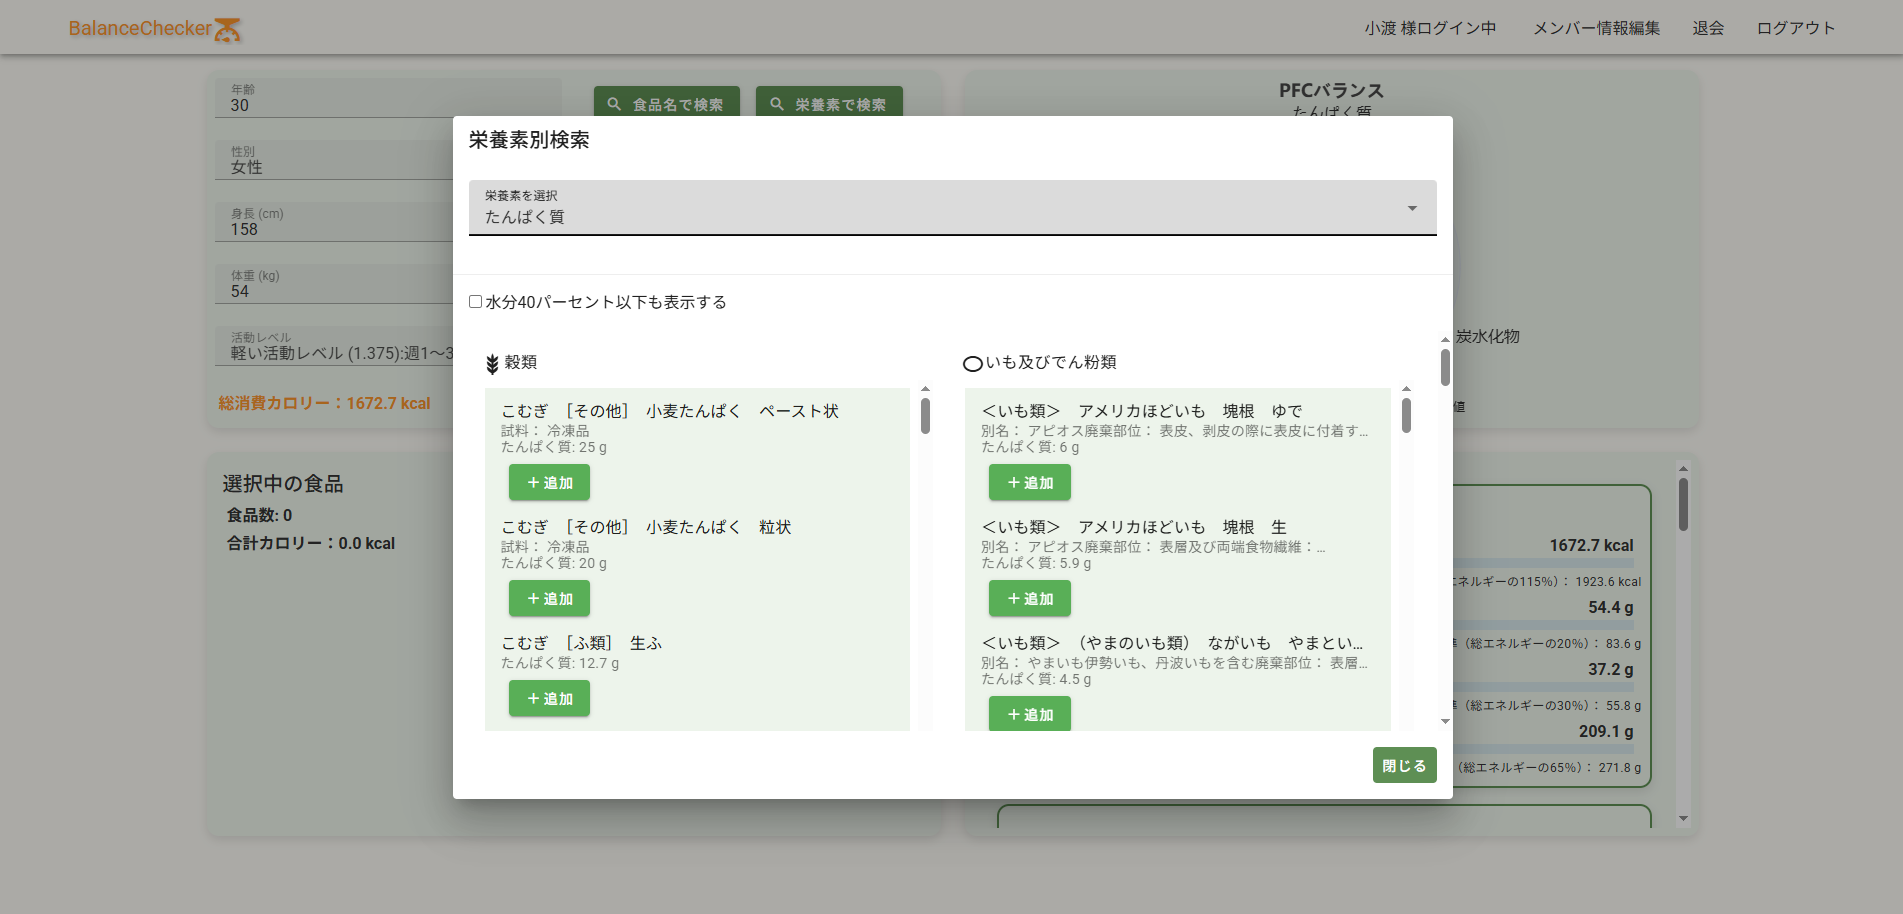 BalanceChecker
小渡 様ログイン中
メンバー情報編集
退会
ログアウト
年齢
30
性別
女性
身長 (cm)
158
体重 (kg)
54
活動レベル
軽い活動レベル (1.375):週1〜3
総消費カロリー：1672.7 kcal
食品名で検索
栄養素で検索
PFCバランス
たんぱく質
炭水化物
値
栄養素別検索
栄養素を選択
たんぱく質
水分40パーセント以下も表示する
穀類
こむぎ　［その他］　小麦たんぱく　ペースト状
試料： 冷凍品
たんぱく質: 25 g
＋追加
こむぎ　［その他］　小麦たんぱく　粒状
試料： 冷凍品
たんぱく質: 20 g
＋追加
こむぎ　［ふ類］　生ふ
たんぱく質: 12.7 g
＋追加
いも及びでん粉類
＜いも類＞　アメリカほどいも　塊根　ゆで
別名： アピオス廃棄部位： 表皮、剥皮の際に表皮に付着す…
たんぱく質: 6 g
＋追加
＜いも類＞　アメリカほどいも　塊根　生
別名： アピオス廃棄部位： 表層及び両端食物繊維：…
たんぱく質: 5.9 g
＋追加
＜いも類＞　（やまのいも類）　ながいも　やまとい…
別名： やまいも伊勢いも、丹波いもを含む廃棄部位： 表層…
たんぱく質: 4.5 g
＋追加
閉じる
選択中の食品
食品数: 0
合計カロリー：0.0 kcal
1672.7 kcal
エネルギーの115%）： 1923.6 kcal
54.4 g
（総エネルギーの20%）： 83.6 g
37.2 g
（総エネルギーの30%）： 55.8 g
209.1 g
（総エネルギーの65%）： 271.8 g